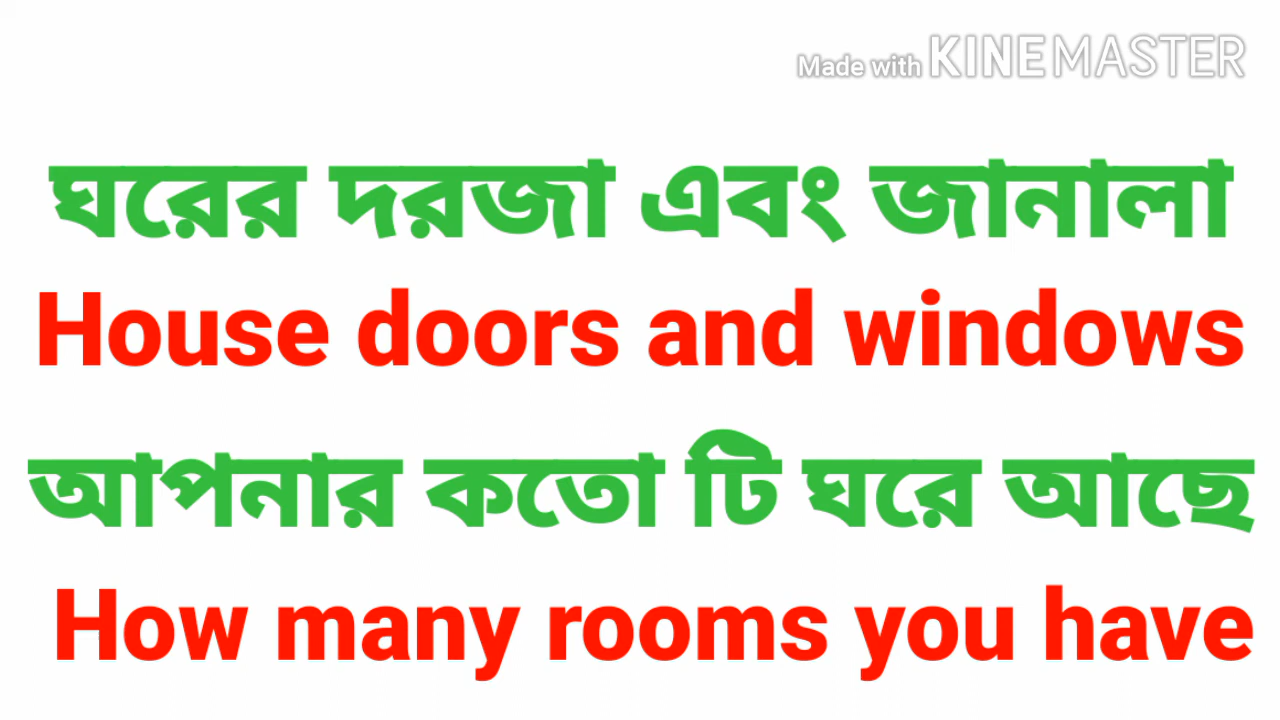 Made with KINEMASTER
ঘরের দরজা এবং জানালা
House doors and windows
আপনার কতো টি ঘরে আছে
How many rooms you have